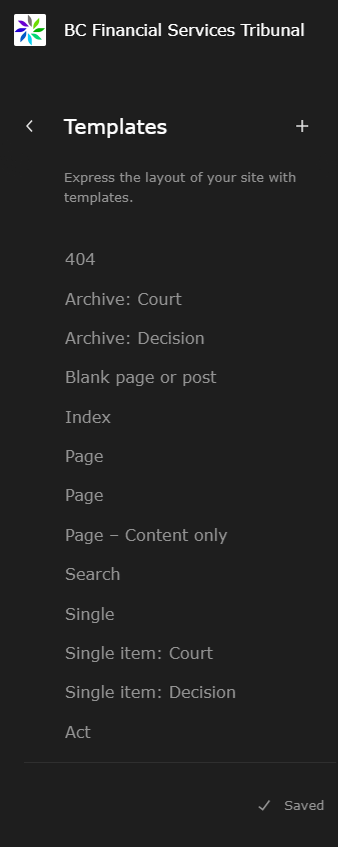 BC Financial Services Tribunal
Templates
Express the layout of your site with
templates.
404
Archive: Court
Archive: Decision
Blank page or post
Index
Page
Page
Page – Content only
Search
Single
Single item: Court
Single item: Decision
Act
Saved